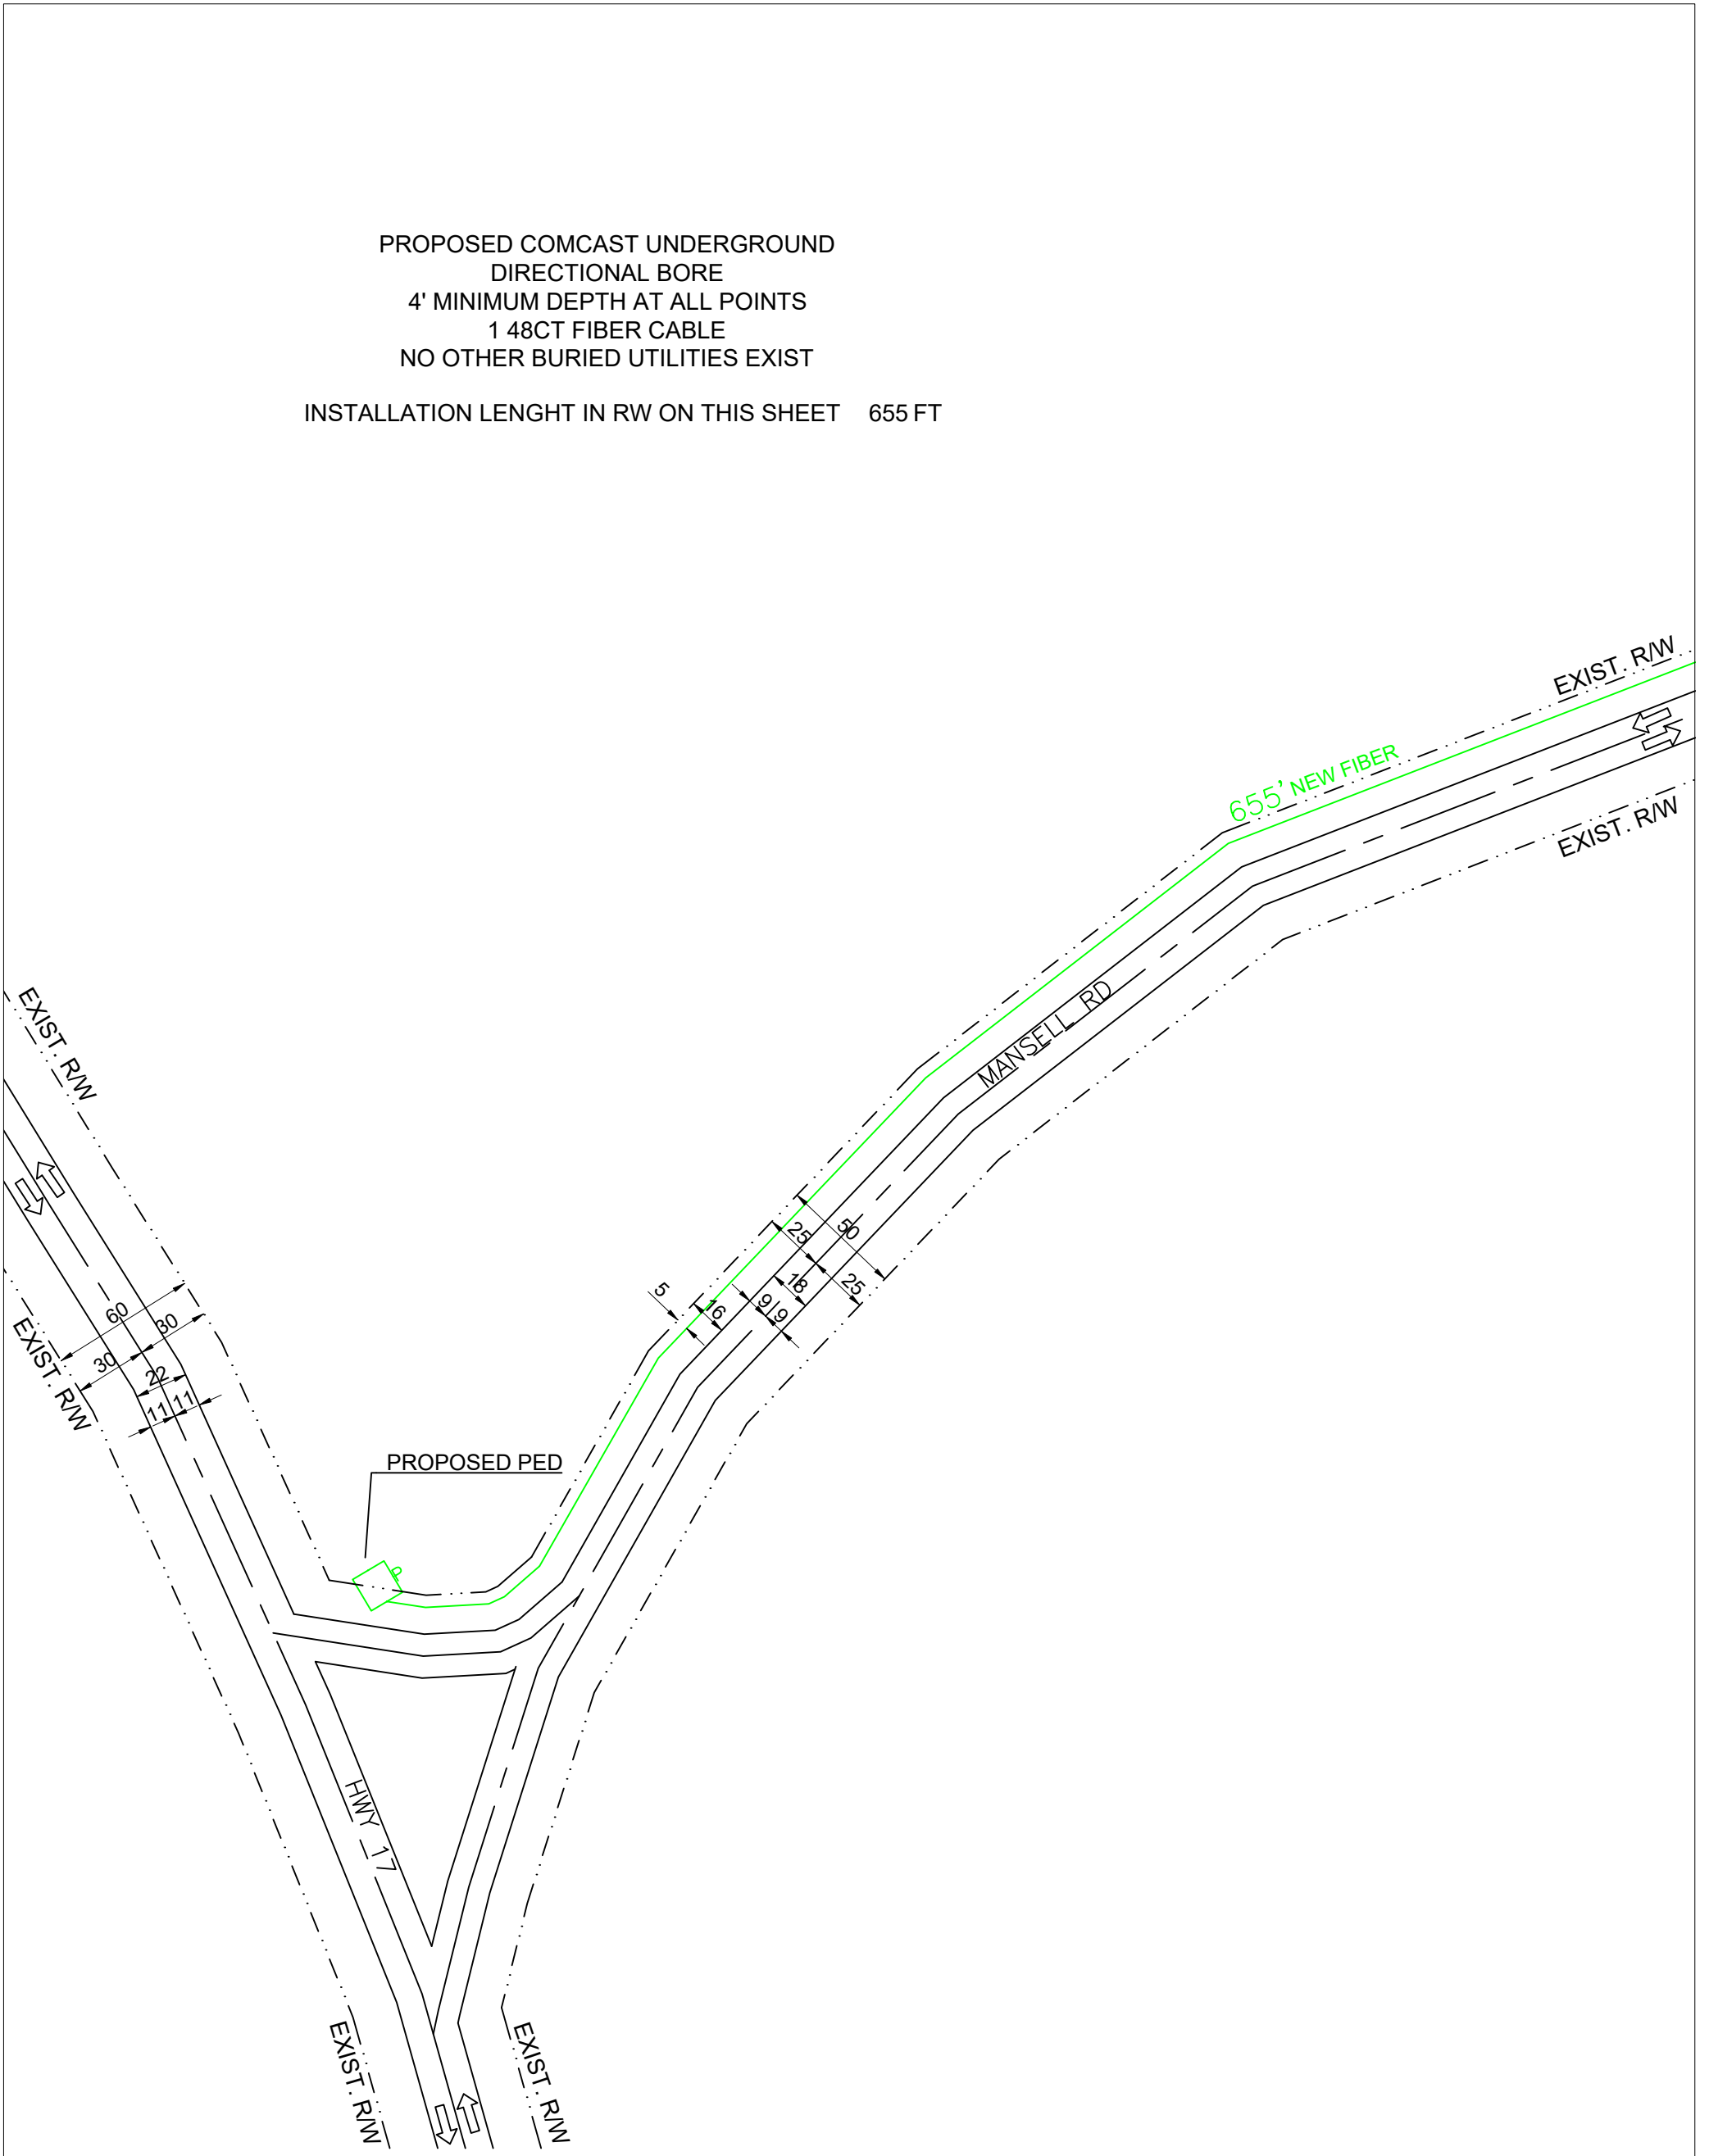 PROPOSED COMCAST UNDERGROUND
DIRECTIONAL BORE
4' MINIMUM DEPTH AT ALL POINTS
1 48CT FIBER CABLE
NO OTHER BURIED UTILITIES EXIST
INSTALLATION LENGHT IN RW ON THIS SHEET 655 FT
EXIST. R/W
655' NEW FIBER
EXIST. R/W
EXIST. R/W
MANSELL RD
50
25
25
18
5
16
9
9
60
30
30
22
11
11
EXIST. R/W
PROPOSED PED
P
HWY 17
EXIST. R/W
EXIST. R/W